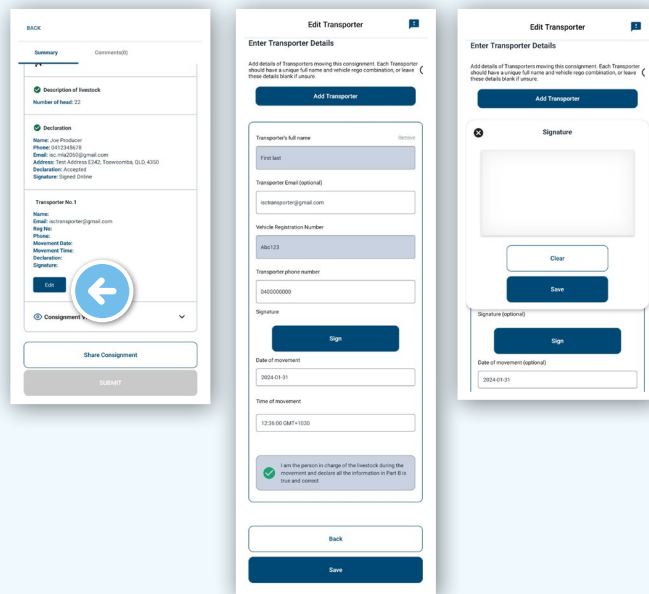 BACK
Summary
Comments(0)
Description of livestock
Number of head: 22
Declaration
Name: Joe Producer
Phone: 0412345678
Email: isc.mla2060@gmail.com
Address: Test Address E242, Toowoomba, QLD, 4350
Declaration: Accepted
Signature: Signed Online
Transporter No.1
Name:
Email: isctransporter@gmail.com
Reg No:
Phone:
Movement Date:
Movement Time:
Declaration:
Signature:
Edit
Consignment
Share Consignment
SUBMIT
Edit Transporter
Enter Transporter Details
Add details of Transporters moving this consignment. Each Transporter
should have a unique full name and vehicle rego combination, or leave
these details blank if unsure.
Add Transporter
Transporter's full name
Remove
First last
Transporter Email (optional)
isctransporter@gmail.com
Vehicle Registration Number
Abc123
Transporter phone number
0400000000
Signature
Sign
Date of movement
2024-01-31
Time of movement
12:36:00 GMT+1030
I am the person in charge of the livestock during the
movement and declare all the information in Part B is
true and correct
Back
Save
Edit Transporter
Enter Transporter Details
Add details of Transporters moving this consignment. Each Transporter
should have a unique full name and vehicle rego combination, or leave
these details blank if unsure.
Add Transporter
Signature
Clear
Save
Signature (optional)
Sign
Date of movement (optional)
2024-01-31